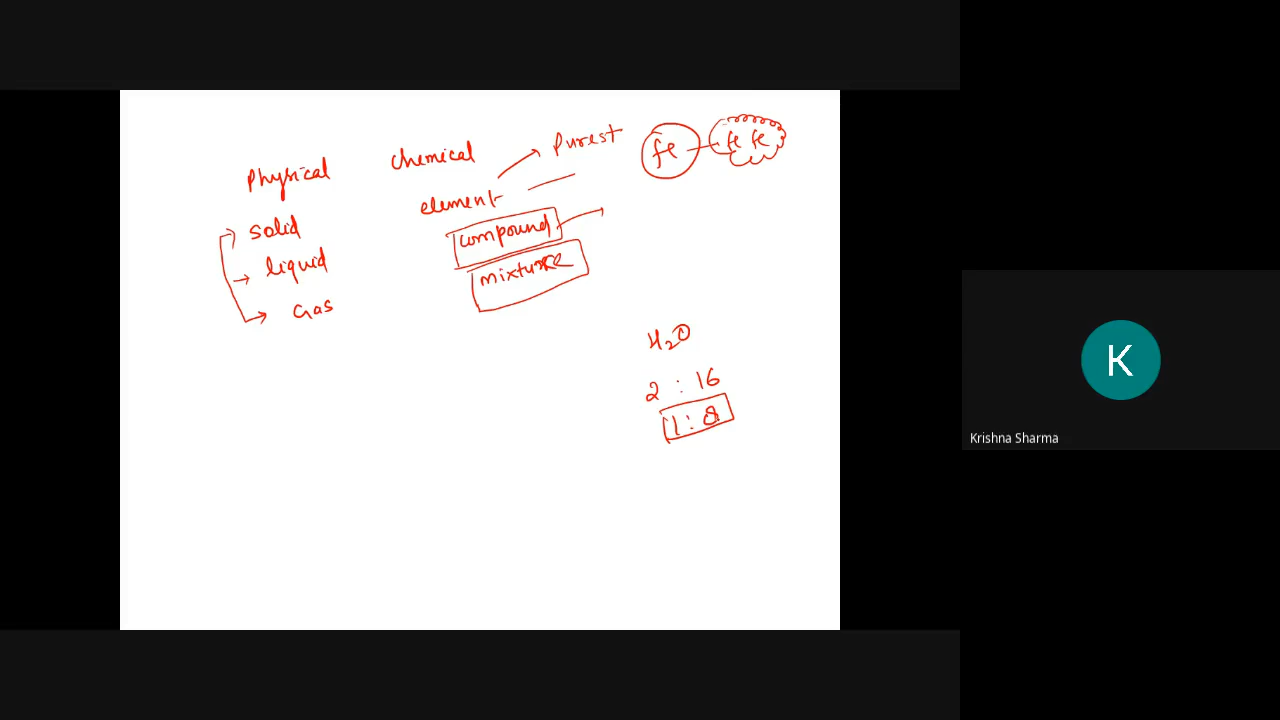 Physical
solid
liquid
Gas
Chemical
element
compound
mixture
Purest
fe
fe fe
H2O
2 : 16
1 : 8
K
Krishna Sharma